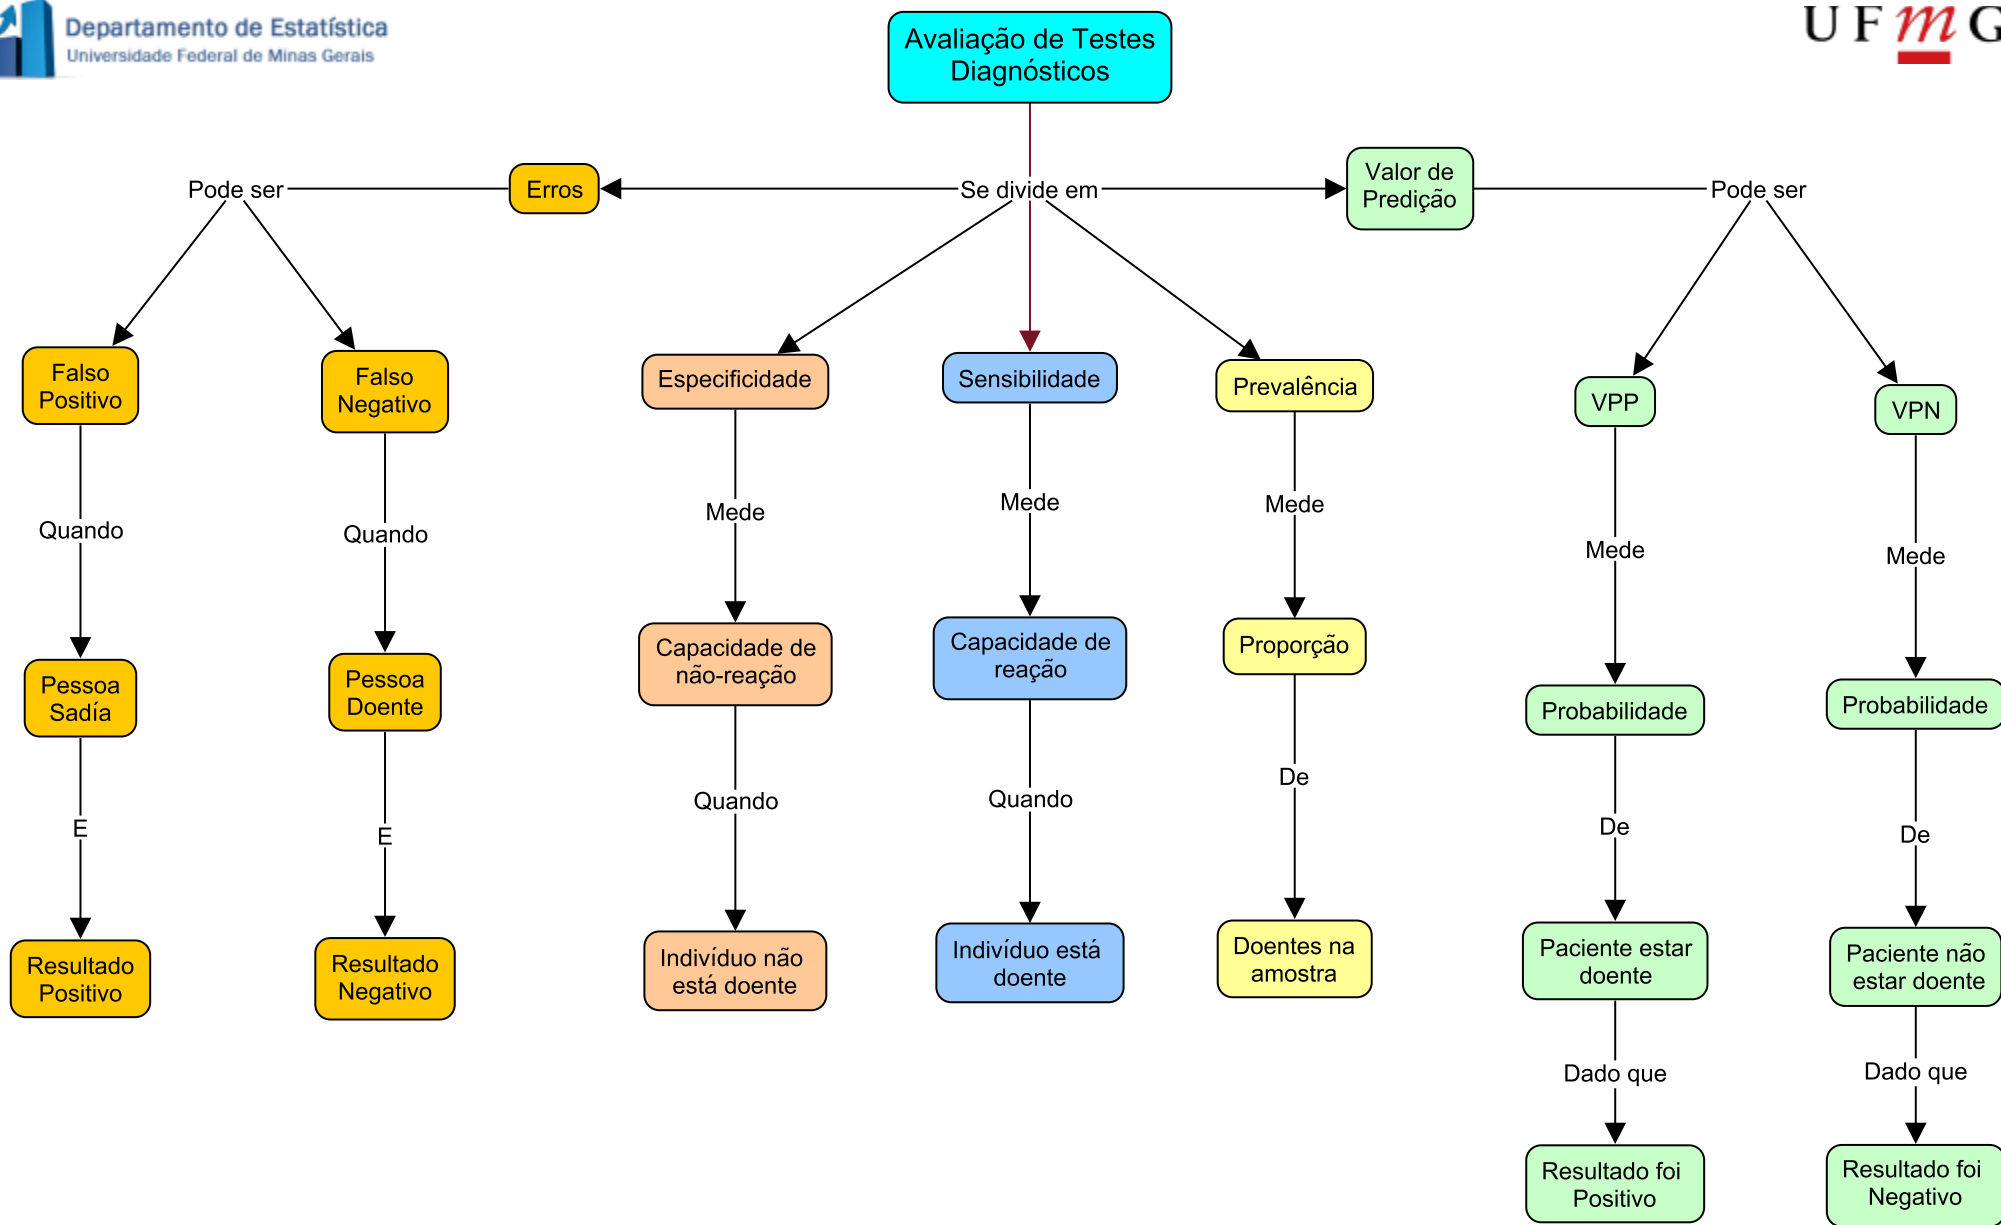 Departamento de Estatística
Universidade Federal de Minas Gerais
UFmG
Avaliação de Testes
Diagnósticos
Pode ser
Erros
Se divide em
Valor de
Predição
Pode ser
Falso
Positivo
Falso
Negativo
Especificidade
Sensibilidade
Prevalência
VPP
VPN
Quando
Quando
Mede
Mede
Mede
Mede
Mede
Pessoa
Sadía
Pessoa
Doente
Capacidade de
não-reação
Capacidade de
reação
Proporção
Probabilidade
Probabilidade
E
E
Quando
Quando
De
De
De
Resultado
Positivo
Resultado
Negativo
Indivíduo não
está doente
Indivíduo está
doente
Doentes na
amostra
Paciente estar
doente
Paciente não
estar doente
Dado que
Dado que
Resultado foi
Positivo
Resultado foi
Negativo